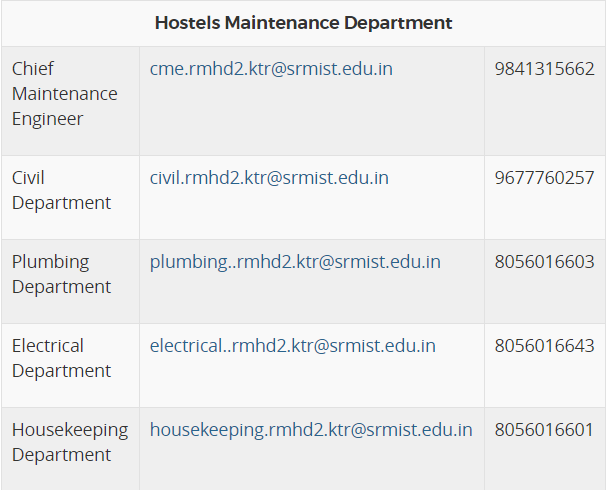 Hostels Maintenance Department
Chief cme.rmhd2.ktr@srmist.edu.in 9841315662
Maintenance
Engineer
Civil civil.rmhd2.ktr@srmist.edu.in 9677760257
Department
Plumbing plumbing..rmhd2.ktr@srmist.edu.in 8056016603
Department
Electrical electrical..rmhd2.ktr@srmist.edu.in 8056016643
Department
Housekeeping housekeeping.rmhd2.ktr@srmist.edu.in 8056016601
Department